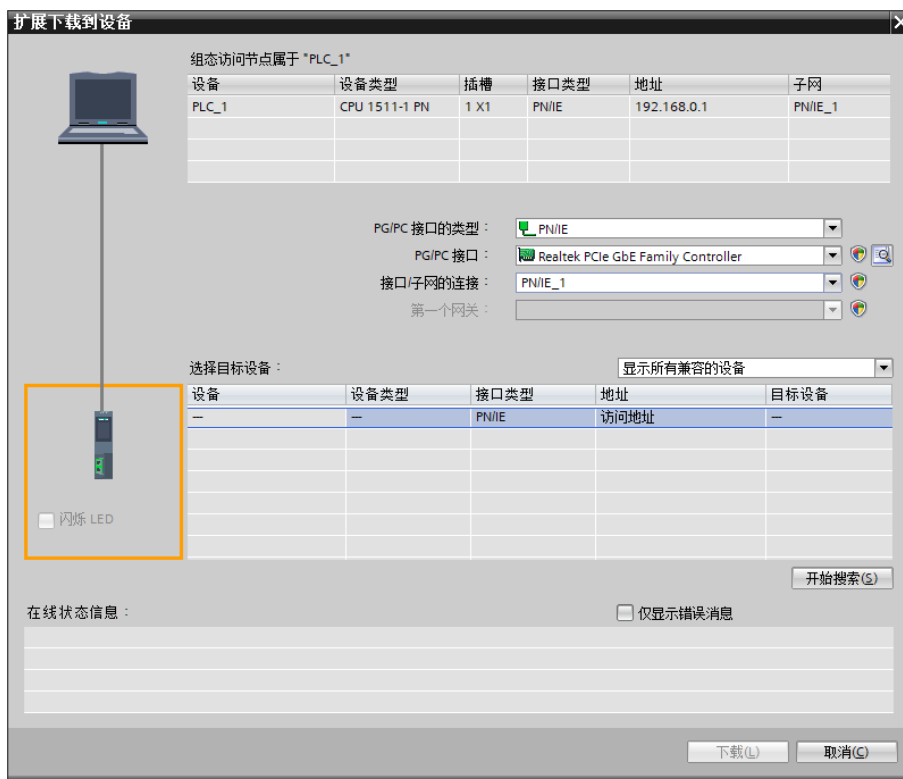 扩展下载到设备
组态访问节点属于 "PLC_1"
设备 设备类型 插槽 接口类型 地址 子网
PLC_1 CPU 1511-1 PN 1 X1 PN/IE 192.168.0.1 PN/IE_1
PG/PC 接口的类型： PN/IE
PG/PC 接口： Realtek PCIe GbE Family Controller
接口/子网的连接： PN/IE_1
第一个网关：
选择目标设备： 显示所有兼容的设备
设备 设备类型 接口类型 地址 目标设备
— — PN/IE 访问地址 —
闪烁 LED
开始搜索(S)
在线状态信息： 仅显示错误消息
下载(L) 取消(C)